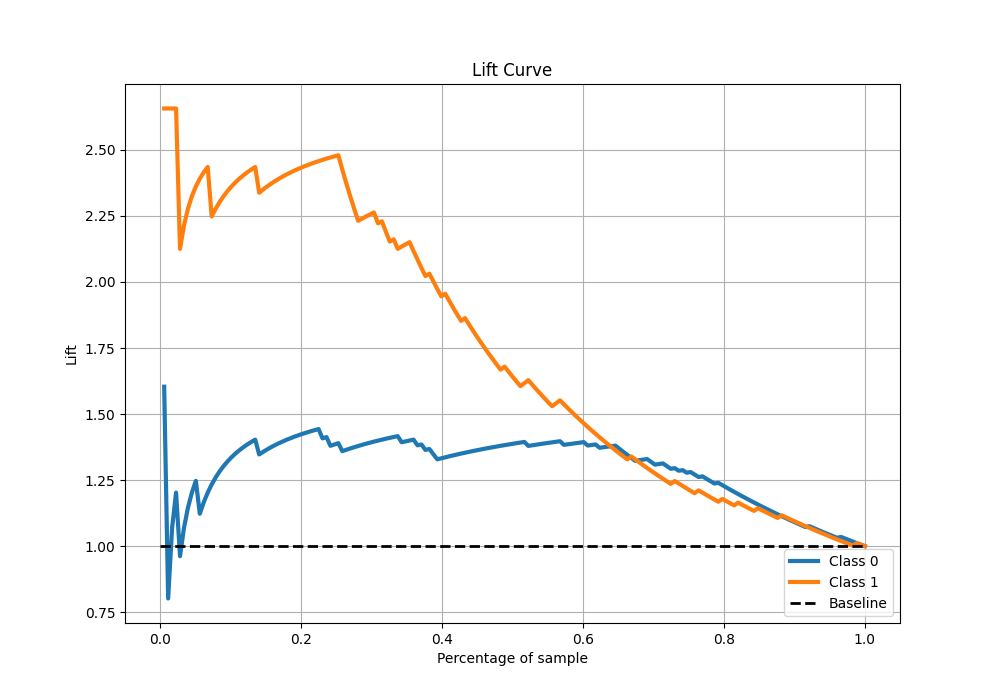 Lift Curve
2.50
2.25
2.00
1.75
1.50
1.25
1.00
0.75
Lift
0.0 0.2 0.4 0.6 0.8 1.0
Percentage of sample
Class 0
Class 1
Baseline